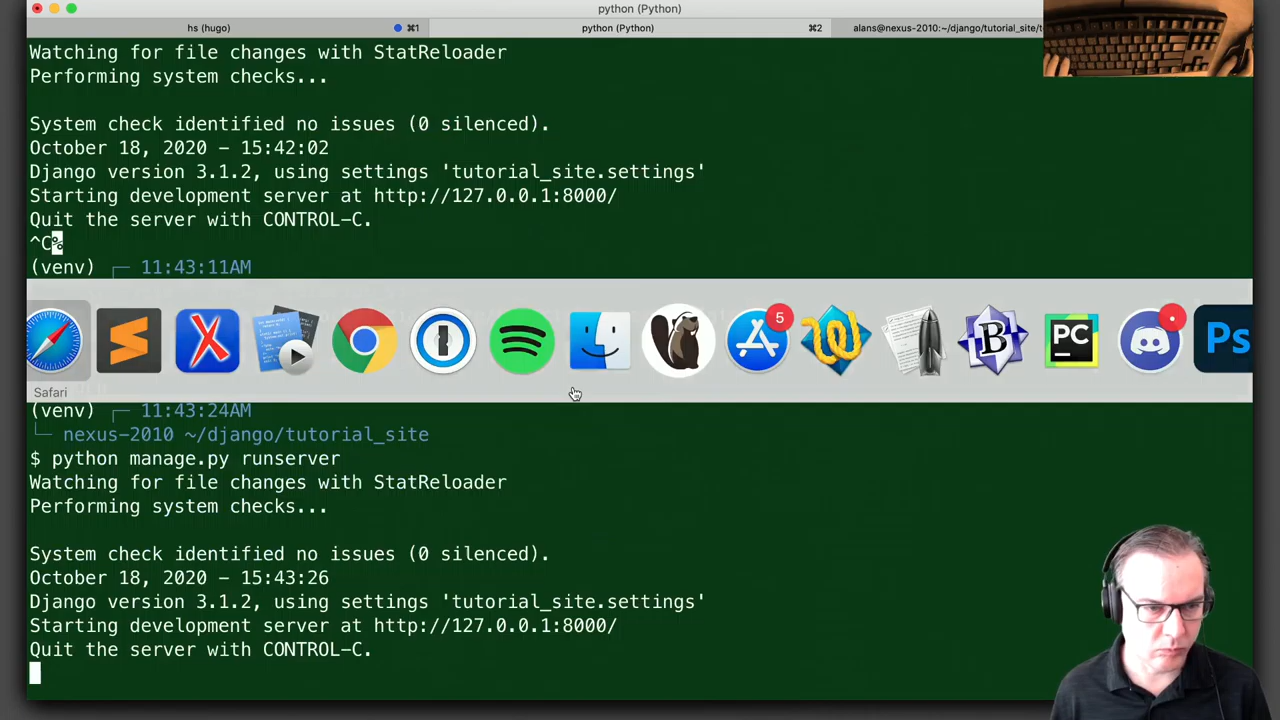 python (Python)
hs (hugo)
⌘1
python (Python)
⌘2
alans@nexus-2010:~/django/tutorial_site/t
Watching for file changes with StatReloader
Performing system checks...
System check identified no issues (0 silenced).
October 18, 2020 - 15:42:02
Django version 3.1.2, using settings 'tutorial_site.settings'
Starting development server at http://127.0.0.1:8000/
Quit the server with CONTROL-C.
^C%
(venv) ┌─ 11:43:11AM
5
B
PC
Ps
Safari
(venv) ┌─ 11:43:24AM
└─ nexus-2010 ~/django/tutorial_site
$ python manage.py runserver
Watching for file changes with StatReloader
Performing system checks...
System check identified no issues (0 silenced).
October 18, 2020 - 15:43:26
Django version 3.1.2, using settings 'tutorial_site.settings'
Starting development server at http://127.0.0.1:8000/
Quit the server with CONTROL-C.